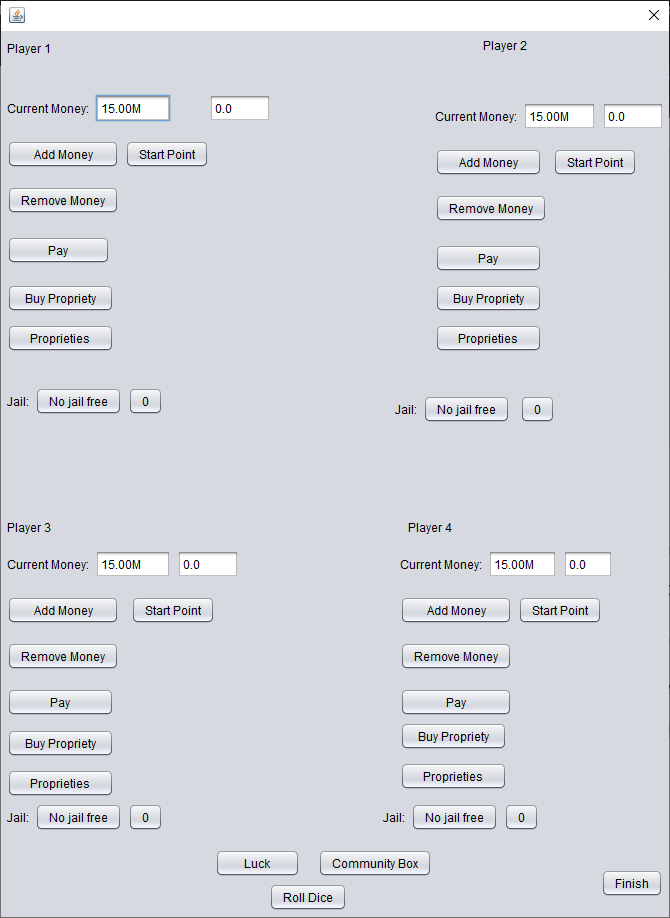 Player 1
Player 2
Current Money: 15.00M 0.0
Current Money: 15.00M 0.0
Add Money Start Point
Add Money Start Point
Remove Money
Remove Money
Pay
Pay
Buy Propriety
Buy Propriety
Proprieties
Proprieties
Jail: No jail free 0
Jail: No jail free 0
Player 3
Player 4
Current Money: 15.00M 0.0
Current Money: 15.00M 0.0
Add Money Start Point
Add Money Start Point
Remove Money
Remove Money
Pay
Pay
Buy Propriety
Buy Propriety
Proprieties
Proprieties
Jail: No jail free 0
Jail: No jail free 0
Luck Community Box
Roll Dice
Finish